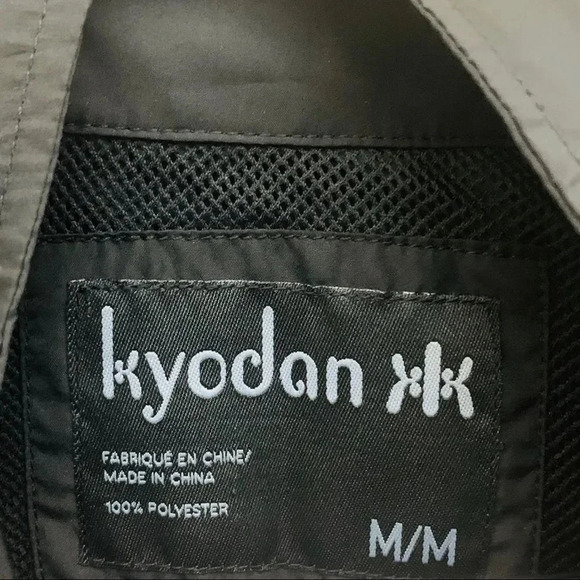 kyodan
FABRIQUÉ EN CHINE/
MADE IN CHINA
100% POLYESTER
M/M